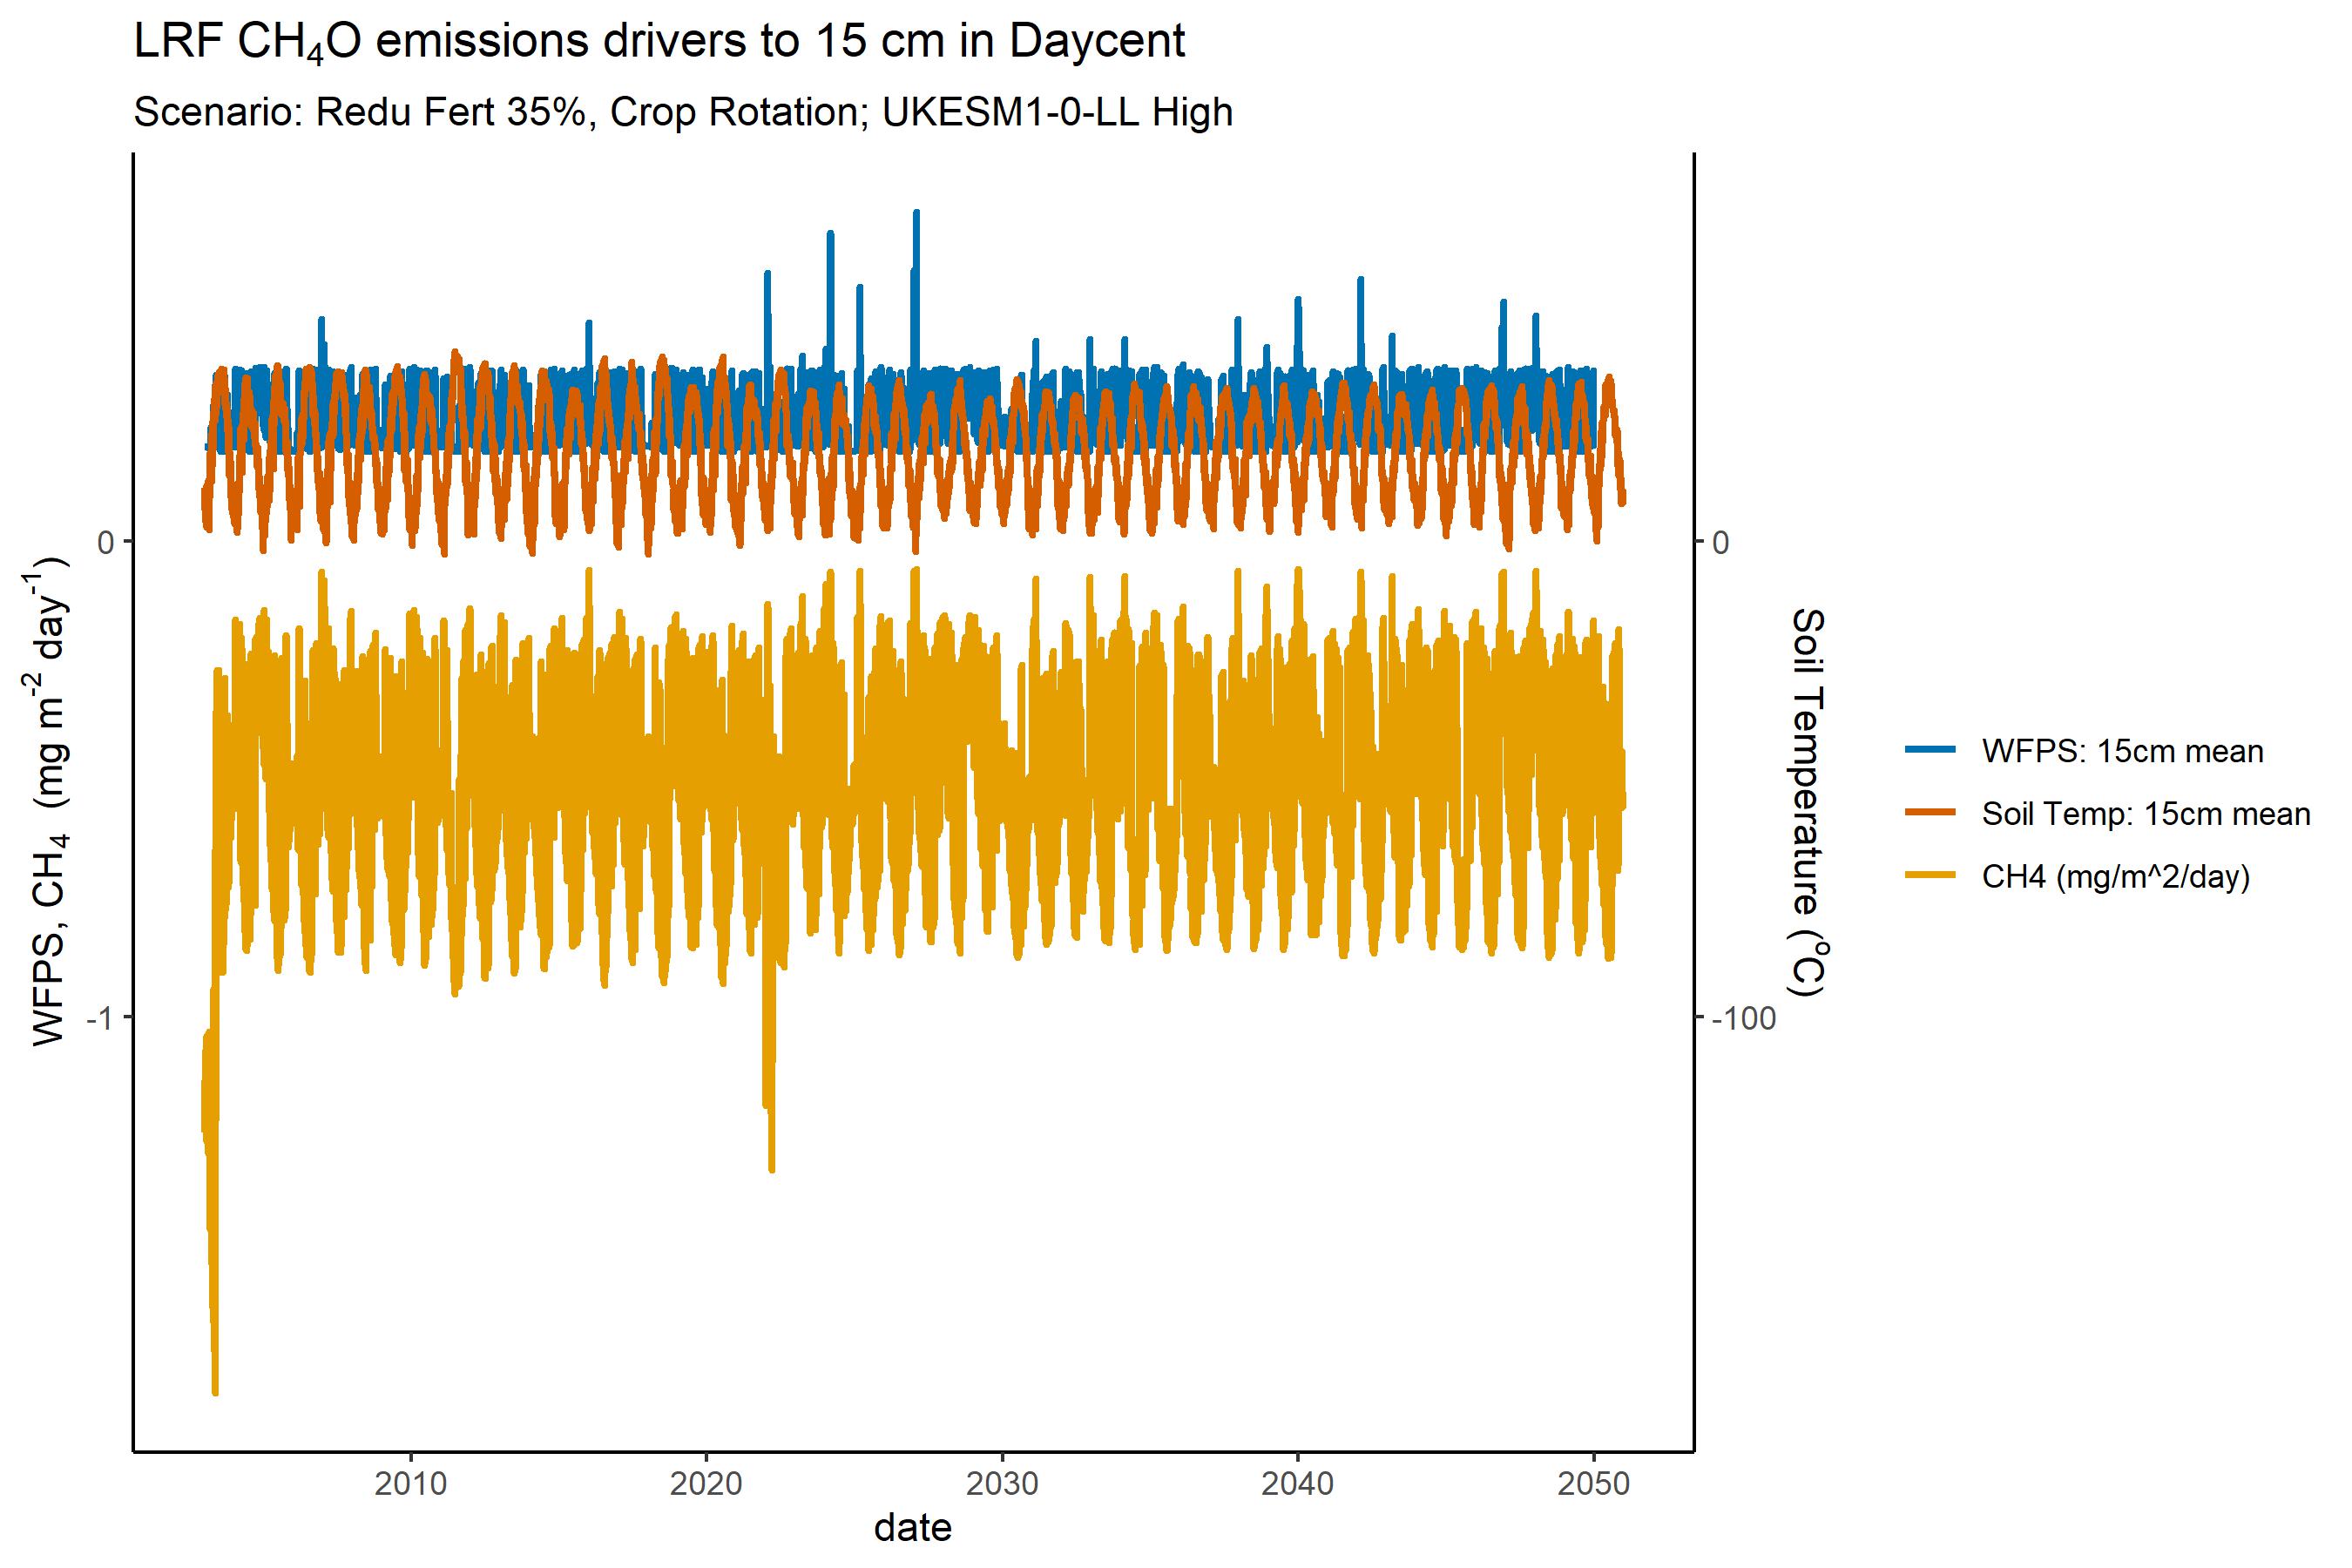 LRF CH₄O emissions drivers to 15 cm in Daycent
Scenario: Redu Fert 35%, Crop Rotation; UKESM1-0-LL High
WFPS, CH₄ (mg m⁻² day⁻¹)
0
-1
0
-100
Soil Temperature (°C)
WFPS: 15cm mean
Soil Temp: 15cm mean
CH4 (mg/m^2/day)
2010 2020 2030 2040 2050
date